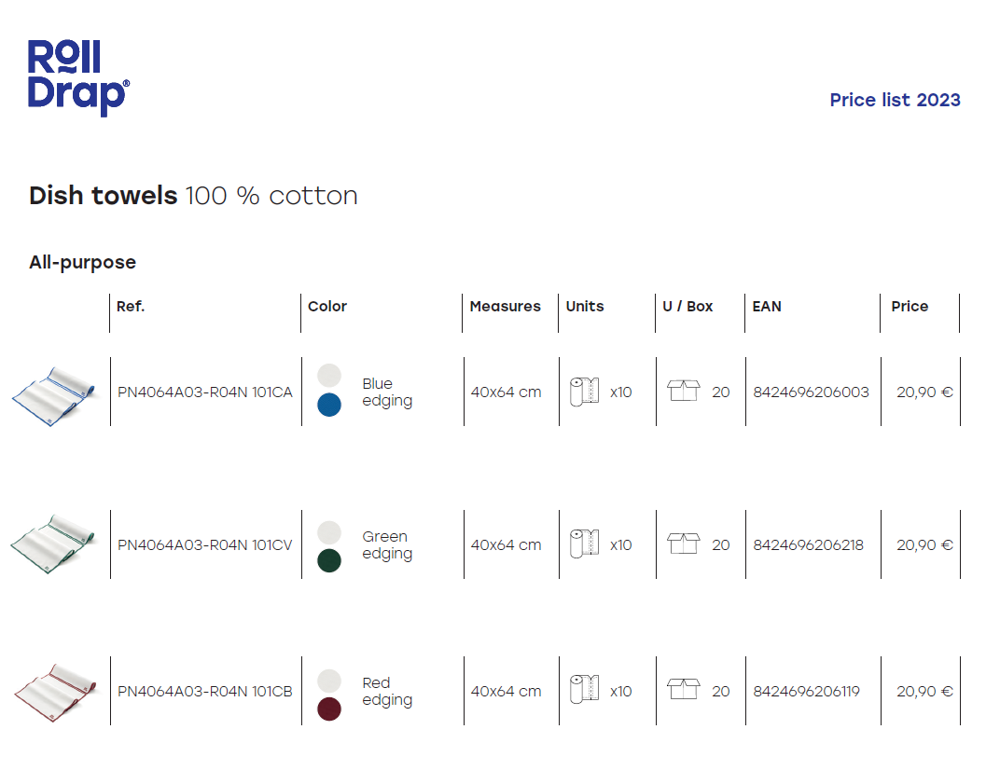 Roll
Drap®
Price list 2023
Dish towels 100 % cotton
All-purpose
Ref. Color Measures Units U / Box EAN Price
PN4064A03-R04N 101CA Blue edging 40x64 cm x10 20 8424696206003 20,90 €
PN4064A03-R04N 101CV Green edging 40x64 cm x10 20 8424696206218 20,90 €
PN4064A03-R04N 101CB Red edging 40x64 cm x10 20 8424696206119 20,90 €